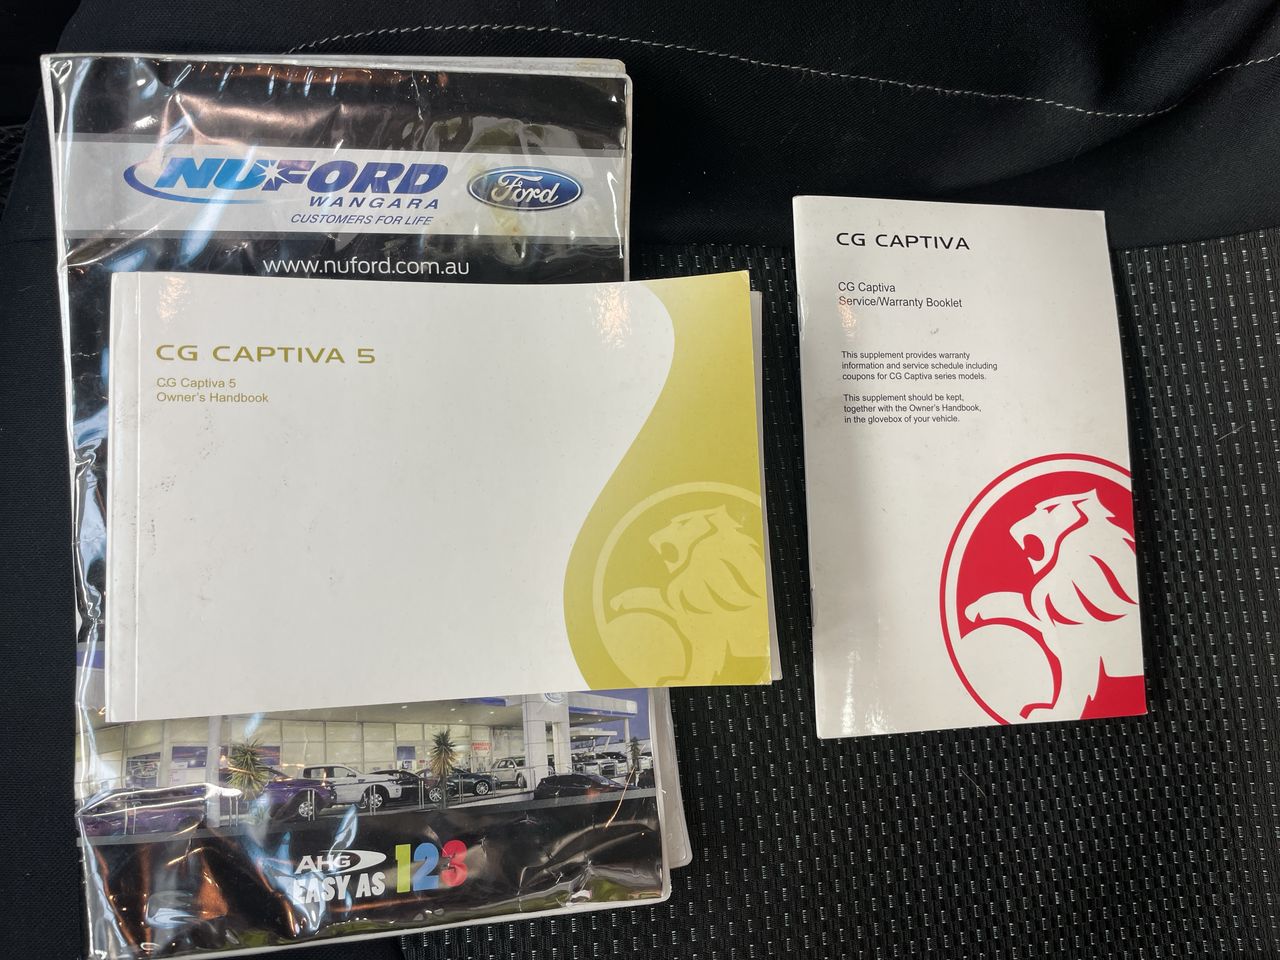 NUFORD
WANGARA
CUSTOMERS FOR LIFE
Ford
www.nuford.com.au
CG CAPTIVA 5
CG Captiva 5
Owner's Handbook
AHG
EASY AS 123
CG CAPTIVA
CG Captiva
Service/Warranty Booklet
This supplement provides warranty
information and service schedule including
coupons for CG Captiva series models.
This supplement should be kept,
together with the Owner's Handbook,
in the glovebox of your vehicle.